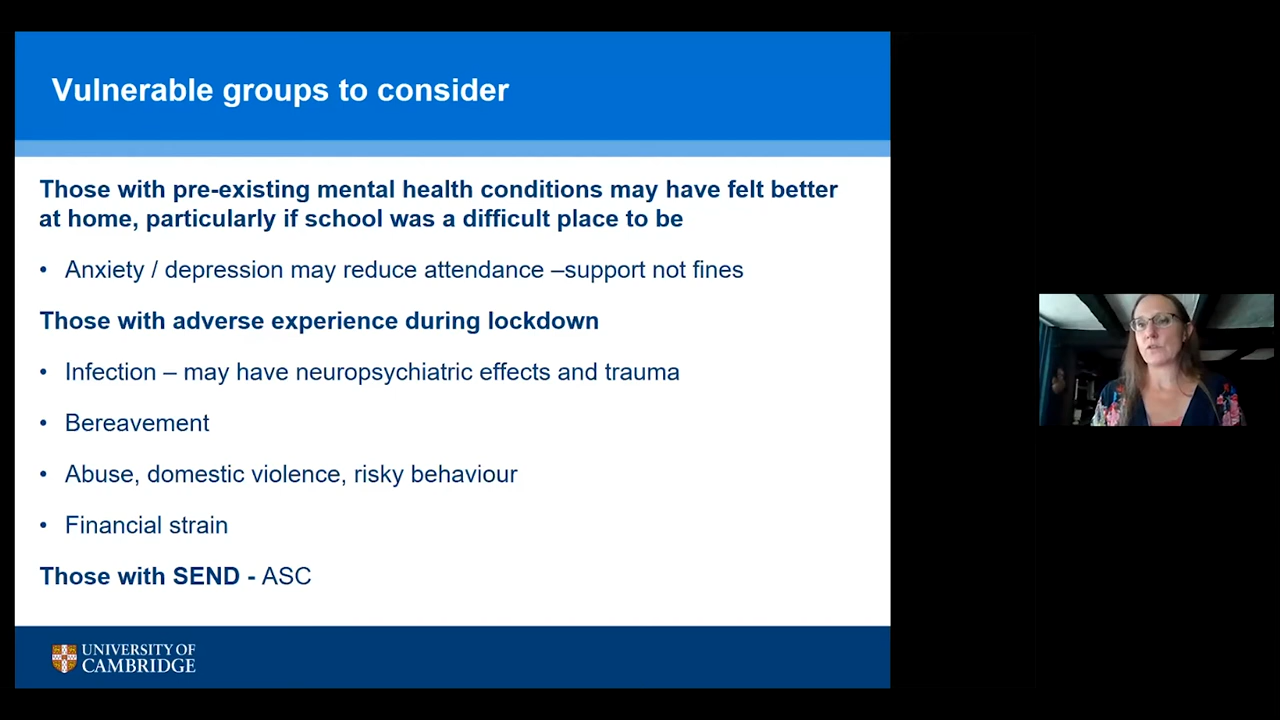 Vulnerable groups to consider
Those with pre-existing mental health conditions may have felt better
at home, particularly if school was a difficult place to be
• Anxiety / depression may reduce attendance –support not fines
Those with adverse experience during lockdown
• Infection – may have neuropsychiatric effects and trauma
• Bereavement
• Abuse, domestic violence, risky behaviour
• Financial strain
Those with SEND - ASC
UNIVERSITY OF
CAMBRIDGE